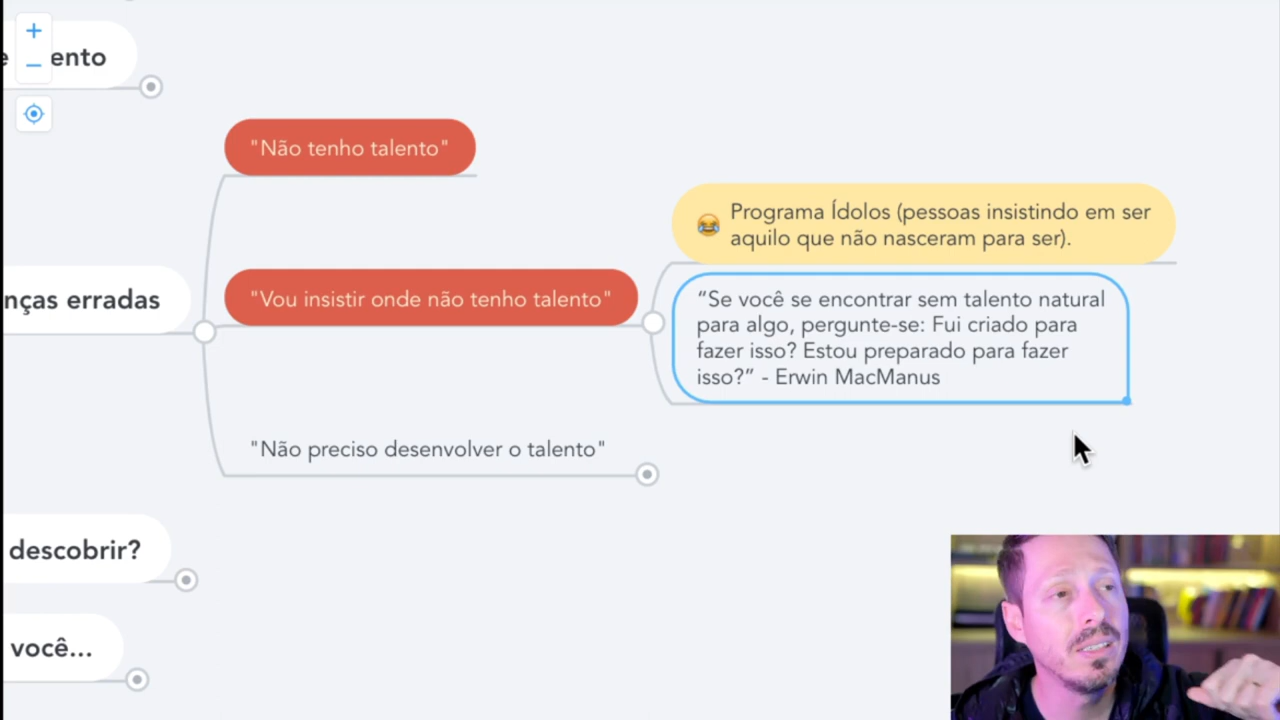 e
ento
"Não tenho talento"
Programa Ídolos (pessoas insistindo em ser
aquilo que não nasceram para ser).
nças erradas
"Vou insistir onde não tenho talento"
“Se você se encontrar sem talento natural
para algo, pergunte-se: Fui criado para
fazer isso? Estou preparado para fazer
isso?” - Erwin MacManus
"Não preciso desenvolver o talento"
descobrir?
você...